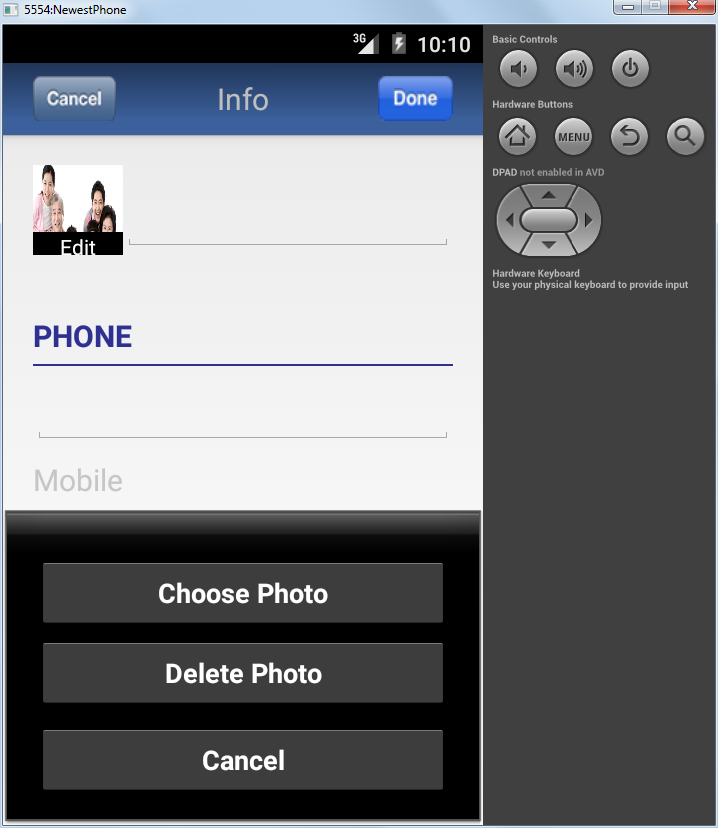 5554:NewestPhone
3G 10:10
Cancel Info Done
Edit
PHONE
Mobile
Choose Photo
Delete Photo
Cancel
Basic Controls
Hardware Buttons
MENU
DPAD not enabled in AVD
Hardware Keyboard
Use your physical keyboard to provide input